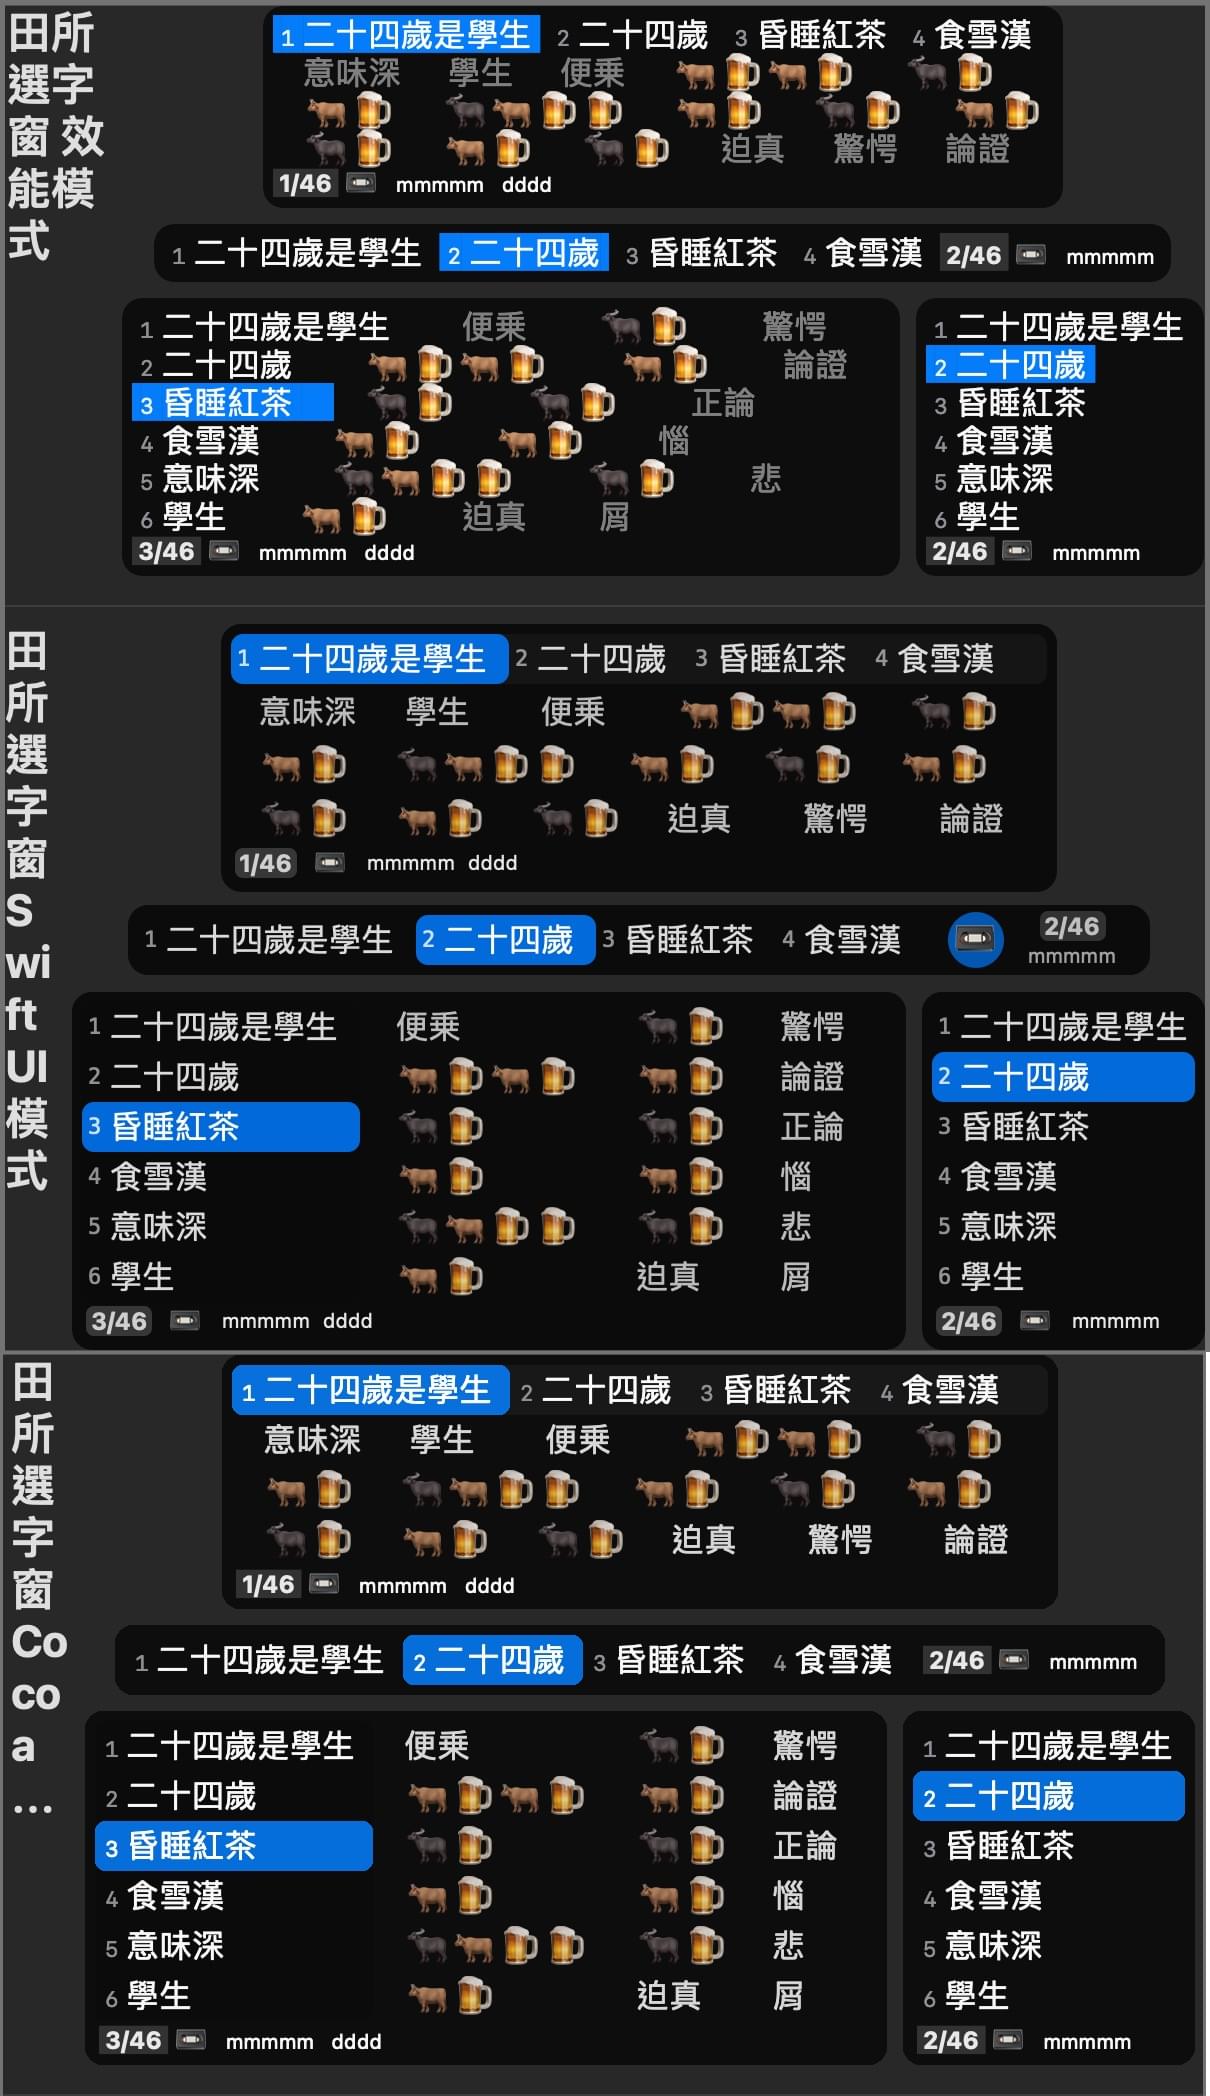 田所
選字
窗 效
能模
式
1 二十四歲是學生 2 二十四歲 3 昏睡紅茶 4 食雪漢
意味深 學生 便乗 🐂🍺🐂🍺 🐃🍺
🐂🍺 🐃🐂🍺🍺 🐂🍺 🐃🍺 🐂🍺
🐃🍺 🐂🍺 🐃🍺 迫真 驚愕 論證
1/46 📼 mmmmm dddd
1 二十四歲是學生 2 二十四歲 3 昏睡紅茶 4 食雪漢 2/46 📼 mmmmm
1 二十四歲是學生 便乗 🐃🍺 驚愕
2 二十四歲 🐂🍺🐂🍺 🐂🍺 論證
3 昏睡紅茶 🐃🍺 🐃🍺 正論
4 食雪漢 🐂🍺 🐂🍺 惱
5 意味深 🐃🐂🍺🍺 🐃🍺 悲
6 學生 🐂🍺 迫真 屑
3/46 📼 mmmmm dddd
1 二十四歲是學生
2 二十四歲
3 昏睡紅茶
4 食雪漢
5 意味深
6 學生
2/46 📼 mmmmm
田
所
選
字
窗
S
wi
ft
UI
模
式
1 二十四歲是學生 2 二十四歲 3 昏睡紅茶 4 食雪漢
意味深 學生 便乗 🐂🍺🐂🍺 🐃🍺
🐂🍺 🐃🐂🍺🍺 🐂🍺 🐃🍺 🐂🍺
🐃🍺 🐂🍺 🐃🍺 迫真 驚愕 論證
1/46 📼 mmmmm dddd
1 二十四歲是學生 2 二十四歲 3 昏睡紅茶 4 食雪漢 📼 2/46
mmmmm
1 二十四歲是學生 便乗 🐃🍺 驚愕
2 二十四歲 🐂🍺🐂🍺 🐂🍺 論證
3 昏睡紅茶 🐃🍺 🐃🍺 正論
4 食雪漢 🐂🍺 🐂🍺 惱
5 意味深 🐃🐂🍺🍺 🐃🍺 悲
6 學生 🐂🍺 迫真 屑
3/46 📼 mmmmm dddd
1 二十四歲是學生
2 二十四歲
3 昏睡紅茶
4 食雪漢
5 意味深
6 學生
2/46 📼 mmmmm
田
所
選
字
窗
Co
co
a
…
1 二十四歲是學生 2 二十四歲 3 昏睡紅茶 4 食雪漢
意味深 學生 便乗 🐂🍺🐂🍺 🐃🍺
🐂🍺 🐃🐂🍺🍺 🐂🍺 🐃🍺 🐂🍺
🐃🍺 🐂🍺 🐃🍺 迫真 驚愕 論證
1/46 📼 mmmmm dddd
1 二十四歲是學生 2 二十四歲 3 昏睡紅茶 4 食雪漢 2/46 📼 mmmmm
1 二十四歲是學生 便乗 🐃🍺 驚愕
2 二十四歲 🐂🍺🐂🍺 🐂🍺 論證
3 昏睡紅茶 🐃🍺 🐃🍺 正論
4 食雪漢 🐂🍺 🐂🍺 惱
5 意味深 🐃🐂🍺🍺 🐃🍺 悲
6 學生 🐂🍺 迫真 屑
3/46 📼 mmmmm dddd
1 二十四歲是學生
2 二十四歲
3 昏睡紅茶
4 食雪漢
5 意味深
6 學生
2/46 📼 mmmmm